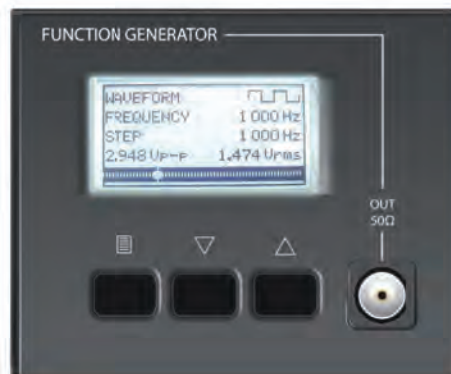 FUNCTION GENERATOR
WAVEFORM
FREQUENCY 1 000 Hz
STEP 1 000 Hz
2.948 Vp-p 1.474 Vrms
OUT
50Ω